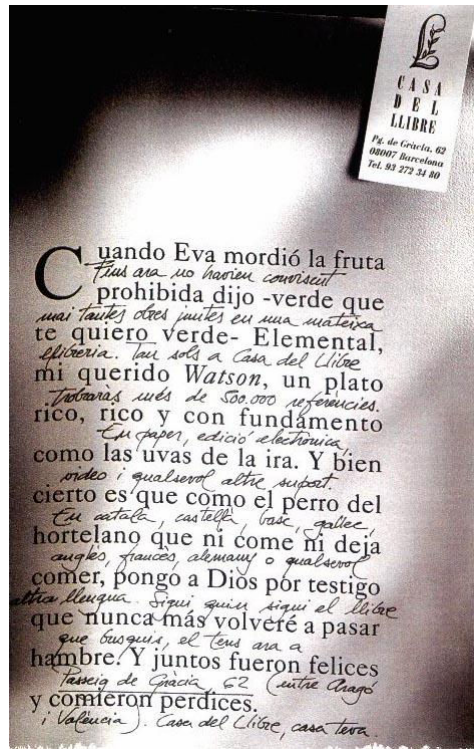 CASA
DEL
LLIBRE
Pg. de Gràcia, 62
08007 Barcelona
Tel. 93 272 34 80
Cuando Eva mordió la fruta
Fins ara no havien conviscut
prohibida dijo -verde que
mai tantes obres juntes en una mateixa
te quiero verde- Elemental,
llibreria. Tan sols a Casa del Llibre
mi querido Watson, un plato
trobaràs més de 500.000 referències.
rico, rico y con fundamento
En paper, edició electrònica,
como las uvas de la ira. Y bien
video i qualsevol altre suport.
cierto es que como el perro del
En català, castellà, basc, gallec,
hortelano que ni come ni deja
anglès, francès, alemany o qualsevol
comer, pongo a Dios por testigo
altra llengua. Sigui quin sigui el llibre
que nunca más volveré a pasar
que busquis, el tens ara a
hambre. Y juntos fueron felices
Passeig de Gràcia, 62 (entre Aragó
y comieron perdices.
i València). Casa del Llibre, casa teva.